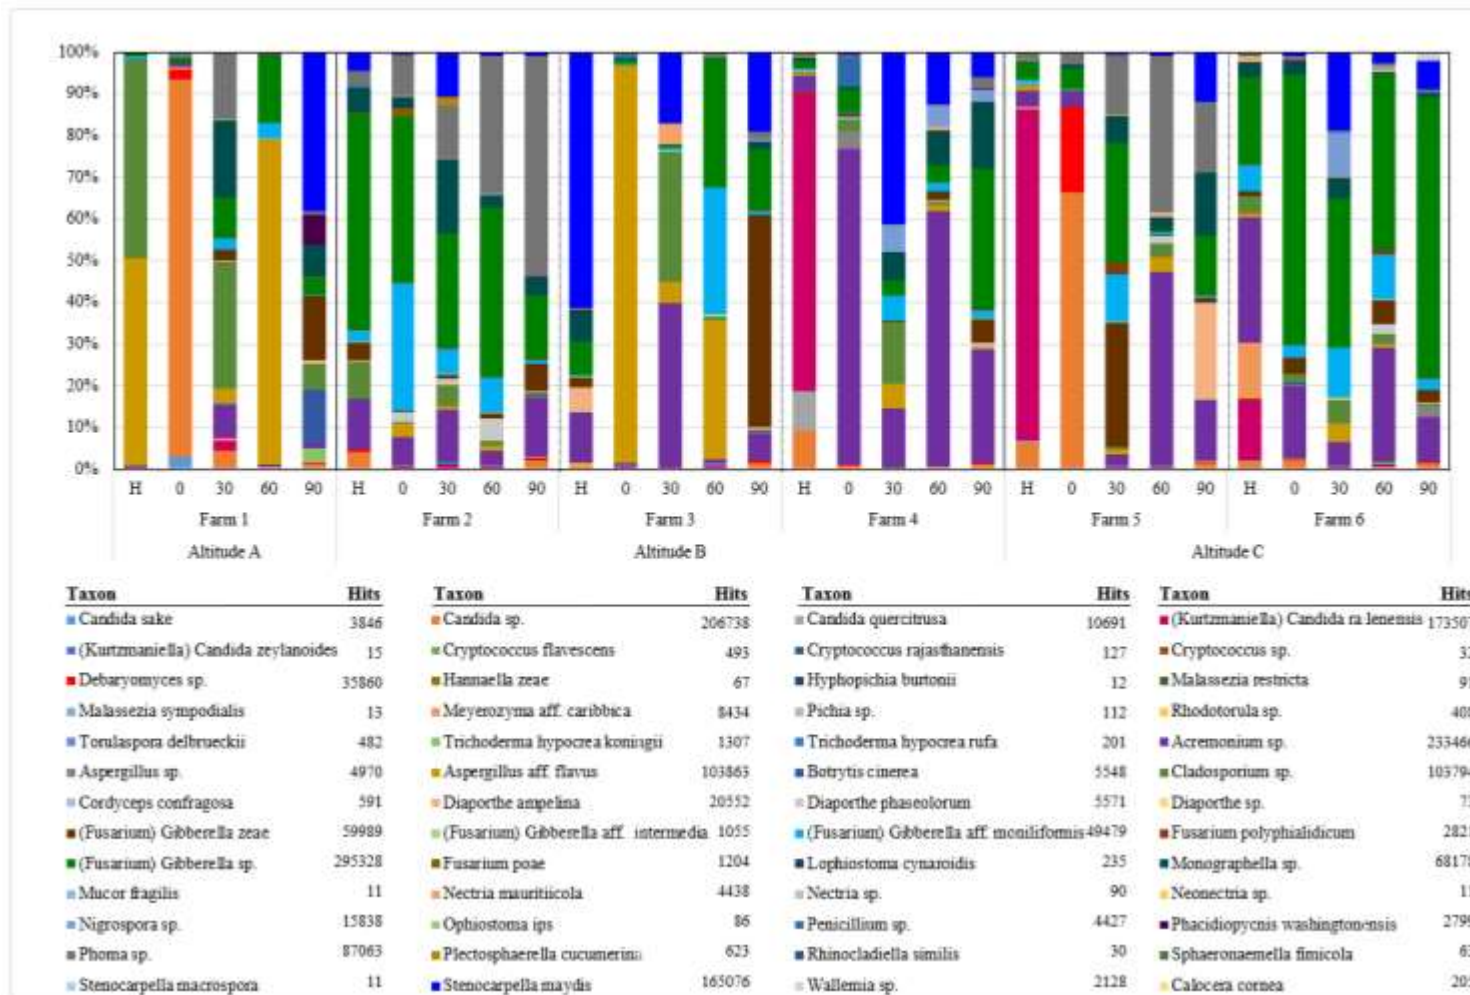 100%
90%
80%
70%
60%
50%
40%
30%
20%
10%
0%
H 0 30 60 90 H 0 30 60 90 H 0 30 60 90 H 0 30 60 90 H 0 30 60 90 H 0 30 60 90
Farm 1 Farm 2 Farm 3 Farm 4 Farm 5 Farm 6
Altitude A Altitude B Altitude C
Taxon Hits Taxon Hits Taxon Hits Taxon Hits
Candida sake 3846 Candida sp. 206738 Candida quercitrusa 10691 (Kurtzmaniella) Candida ra lenensis 173507
(Kurtzmaniella) Candida zeylanoides 15 Cryptococcus flavescens 493 Cryptococcus rajasthanensis 127 Cryptococcus sp.
Debaryomyces sp. 35860 Hannaella zeae 67 Hyphopichia burtonii 12 Malassezia restricta
Malassezia sympodialis 13 Meyerozyma aff. caribbica 8434 Pichia sp. 112 Rhodotorula sp.
Torulaspora delbrueckii 482 Trichoderma hypocrea koningii 1307 Trichoderma hypocrea rufa 201 Acremonium sp. 233466
Aspergillus sp. 4970 Aspergillus aff. flavus 103863 Botrytis cinerea 5548 Cladosporium sp. 103794
Cordyceps confragosa 591 Diaporthe ampelina 20552 Diaporthe phaseolorum 5571 Diaporthe sp.
(Fusarium) Gibberella zeae 59989 (Fusarium) Gibberella aff. intermedia 1055 (Fusarium) Gibberella aff. moniliformis 49479 Fusarium polyphialidicum
(Fusarium) Gibberella sp. 295328 Fusarium poae 1204 Lophiostoma cynaroidis 235 Monographella sp. 68178
Mucor fragilis 11 Nectria mauritiicola 4438 Nectria sp. 90 Neonectria sp.
Nigrospora sp. 15838 Ophiostoma ips 86 Penicillium sp. 4427 Phacidiopycnis washingtonensis
Phoma sp. 87063 Plectosphaerella cucumerina 623 Rhinocladiella similis 30 Sphaeronaemella fimicola
Stenocarpella macrospora 11 Stenocarpella maydis 165076 Wallemia sp. 2128 Calocera cornea